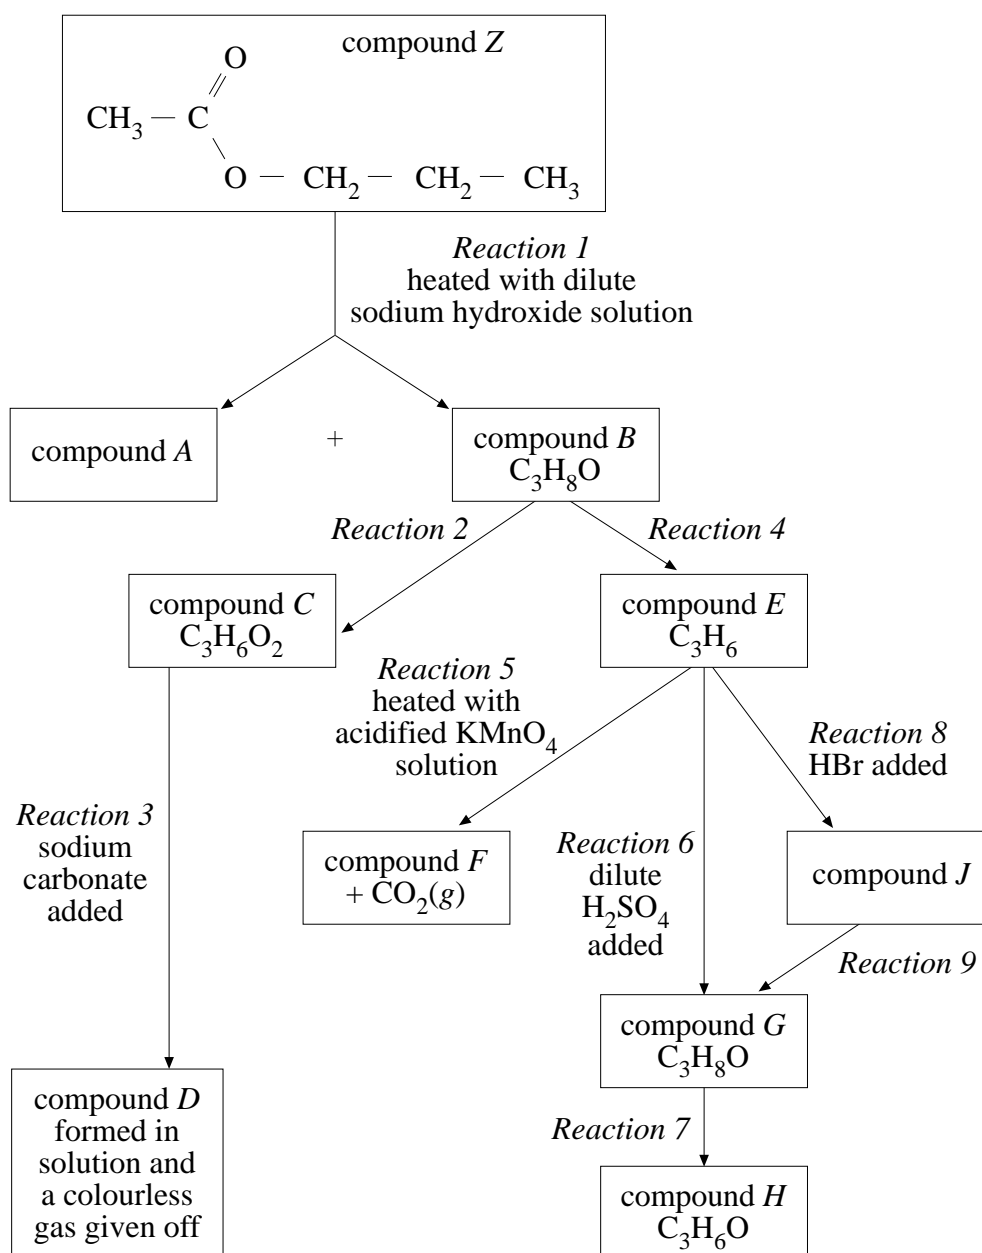 compound Z
O
CH3 — C
O — CH2 — CH2 — CH3
Reaction 1
heated with dilute
sodium hydroxide solution
compound A
+
compound B
C3H8O
Reaction 2
Reaction 4
compound C
C3H6O2
compound E
C3H6
Reaction 5
heated with
acidified KMnO4
solution
Reaction 8
HBr added
Reaction 3
sodium
carbonate
added
compound F
+ CO2(g)
Reaction 6
dilute
H2SO4
added
compound J
Reaction 9
compound G
C3H8O
compound D
formed in
solution and
a colourless
gas given off
Reaction 7
compound H
C3H6O